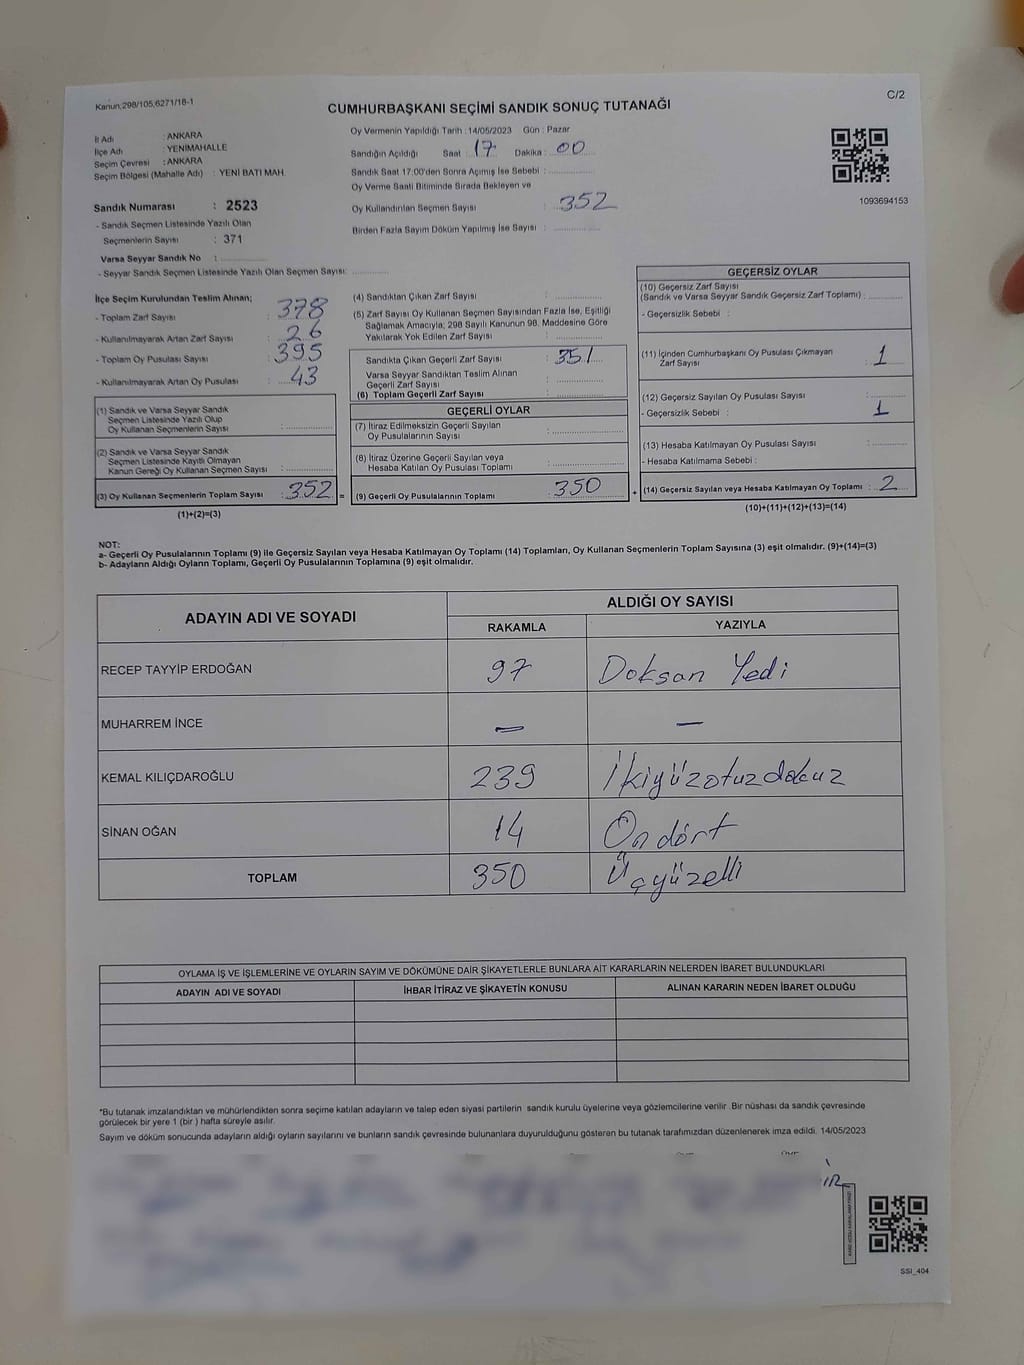 Kanun;298/105,6271/18-1
C/2
CUMHURBAŞKANI SEÇİMİ SANDIK SONUÇ TUTANAĞI
İl Adı : ANKARA
İlçe Adı : YENİMAHALLE
Seçim Çevresi : ANKARA
Seçim Bölgesi (Mahalle Adı) : YENİ BATI MAH.
Sandık Numarası : 2523
- Sandık Seçmen Listesinde Yazılı Olan
Seçmenlerin Sayısı : 371
Varsa Seyyar Sandık No :
- Seyyar Sandık Seçmen Listesinde Yazılı Olan Seçmen Sayısı:
Oy Vermenin Yapıldığı Tarih : 14/05/2023 Gün : Pazar
Sandığın Açıldığı Saat : 17 Dakika : 00
Sandık Saat 17:00'den Sonra Açımış İse Sebebi :
Oy Verme Saati Bitiminde Sırada Bekleyen ve
Oy Kullandırılan Seçmen Sayısı : 352
Birden Fazla Sayım Döküm Yapılmış İse Sayısı :
1093694153
İlçe Seçim Kurulundan Teslim Alınan;
- Toplam Zarf Sayısı : 378
- Kullanılmayarak Artan Zarf Sayısı : 26
- Toplam Oy Pusulası Sayısı : 395
- Kullanılmayarak Artan Oy Pusulası : 43
(1) Sandık ve Varsa Seyyar Sandık
Seçmen Listesinde Yazılı Olup
Oy Kullanan Seçmenlerin Sayısı :
(2) Sandık ve Varsa Seyyar Sandık
Seçmen Listesinde Kayıtlı Olmayan
Kanun Gereği Oy Kullanan Seçmen Sayısı :
(3) Oy Kullanan Seçmenlerin Toplam Sayısı : 352 =
(1)+(2)=(3)
(4) Sandıktan Çıkan Zarf Sayısı :
(5) Zarf Sayısı Oy Kullanan Seçmen Sayısından Fazla İse, Eşitliği
Sağlamak Amacıyla; 298 Sayılı Kanunun 98. Maddesine Göre
Yakılarak Yok Edilen Zarf Sayısı :
Sandıkta Çıkan Geçerli Zarf Sayısı : 351
Varsa Seyyar Sandıktan Teslim Alınan
Geçerli Zarf Sayısı :
(6) Toplam Geçerli Zarf Sayısı :
GEÇERLİ OYLAR
(7) İtiraz Edilmeksizin Geçerli Sayılan
Oy Pusulalarının Sayısı :
(8) İtiraz Üzerine Geçerli Sayılan veya
Hesaba Katılan Oy Pusulası Toplamı :
(9) Geçerli Oy Pusulalarının Toplamı : 350 +
GEÇERSİZ OYLAR
(10) Geçersiz Zarf Sayısı
(Sandık ve Varsa Seyyar Sandık Geçersiz Zarf Toplamı) :
- Geçersizlik Sebebi :
(11) İçinden Cumhurbaşkanı Oy Pusulası Çıkmayan
Zarf Sayısı : 1
(12) Geçersiz Sayılan Oy Pusulası Sayısı :
- Geçersizlik Sebebi : 1
(13) Hesaba Katılmayan Oy Pusulası Sayısı :
- Hesaba Katılmama Sebebi :
(14) Geçersiz Sayılan veya Hesaba Katılmayan Oy Toplamı : 2
(10)+(11)+(12)+(13)=(14)
NOT:
a- Geçerli Oy Pusulalarının Toplamı (9) ile Geçersiz Sayılan veya Hesaba Katılmayan Oy Toplamı (14) Toplamları, Oy Kullanan Seçmenlerin Toplam Sayısına (3) eşit olmalıdır. (9)+(14)=(3)
b- Adayların Aldığı Oyların Toplamı, Geçerli Oy Pusulalarının Toplamına (9) eşit olmalıdır.
ADAYIN ADI VE SOYADI
ALDIĞI OY SAYISI
RAKAMLA YAZIYLA
RECEP TAYYİP ERDOĞAN 97 Doksan Yedi
MUHARREM İNCE — —
KEMAL KILIÇDAROĞLU 239 İkiyüzotuzdokuz
SİNAN OĞAN 14 On dört
TOPLAM 350 Üçyüzelli
OYLAMA İŞ VE İŞLEMLERİNE VE OYLARIN SAYIM VE DÖKÜMÜNE DAİR ŞİKAYETLERLE BUNLARA AİT KARARLARIN NELERDEN İBARET BULUNDUKLARI
ADAYIN ADI VE SOYADI İHBAR İTİRAZ VE ŞİKAYETİN KONUSU ALINAN KARARIN NEDEN İBARET OLDUĞU
*Bu tutanak imzalandıktan ve mühürlendikten sonra seçime katılan adayların ve talep eden siyasi partilerin sandık kurulu üyelerine veya gözlemcilerine verilir .Bir nüshası da sandık çevresinde
görülecek bir yere 1 (bir ) hafta süreyle asılır.
Sayım ve döküm sonucunda adayların aldığı oyların sayılarını ve bunların sandık çevresinde bulunanlara duyurulduğunu gösteren bu tutanak tarafımızdan düzenlenerek imza edildi. 14/05/2023
SSI_404